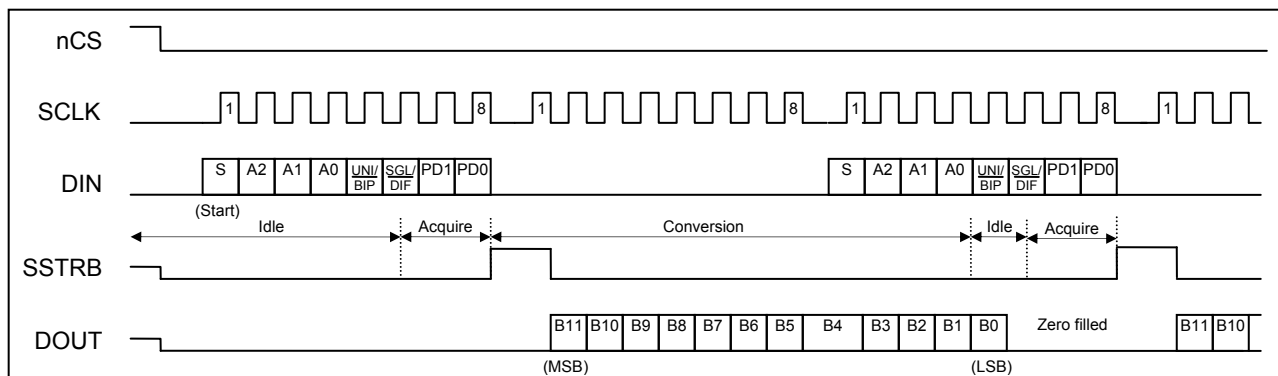 nCS
SCLK
1 8 1 8 1 8 1
DIN
S A2 A1 A0 UNI/BIP SGL/DIF PD1 PD0 S A2 A1 A0 UNI/BIP SGL/DIF PD1 PD0
(Start)
Idle Acquire Conversion Idle Acquire
SSTRB
DOUT
B11 B10 B9 B8 B7 B6 B5 B4 B3 B2 B1 B0 Zero filled B11 B10
(MSB) (LSB)